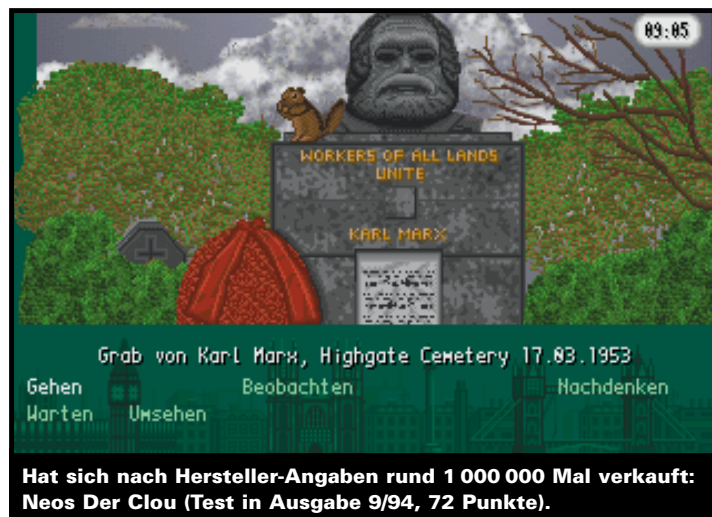 09:05
WORKERS OF ALL LANDS
UNITE
KARL MARX
Grab von Karl Marx, Highgate Cemetery 17.03.1953
Gehen Beobachten Nachdenken
Warten Umsehen
Hat sich nach Hersteller-Angaben rund 1 000 000 Mal verkauft:
Neos Der Clou (Test in Ausgabe 9/94, 72 Punkte).